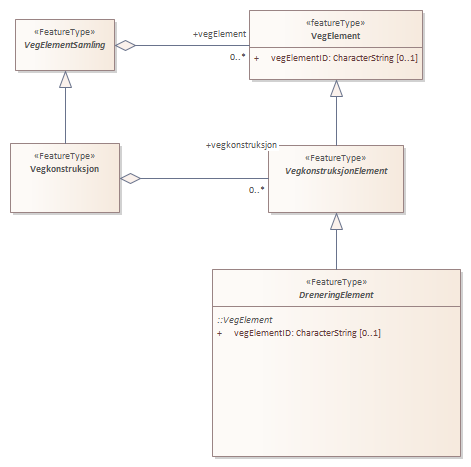 «FeatureType»
VegElementSamling
+vegElement
0..*
«featureType»
VegElement
+ vegElementID: CharacterString [0..1]
«FeatureType»
Vegkonstruksjon
+vegkonstruksjon
0..*
«FeatureType»
VegkonstruksjonElement
«FeatureType»
DreneringElement
::VegElement
+ vegElementID: CharacterString [0..1]